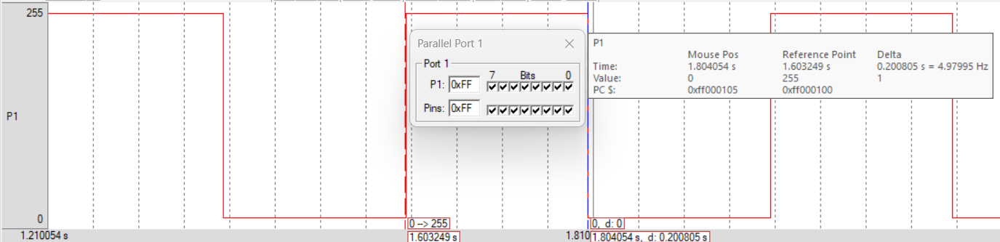 255
P1
0
1.210054 s
Parallel Port 1
Port 1
7 Bits 0
P1: 0xFF
Pins: 0xFF
P1
Mouse Pos Reference Point Delta
Time: 1.804054 s 1.603249 s 0.200805 s = 4.97995 Hz
Value: 0 255 1
PC $: 0xff000105 0xff000100
0 --> 255
0, d: 0
1.603249 s
1.810
1.804054 s, d: 0.200805 s